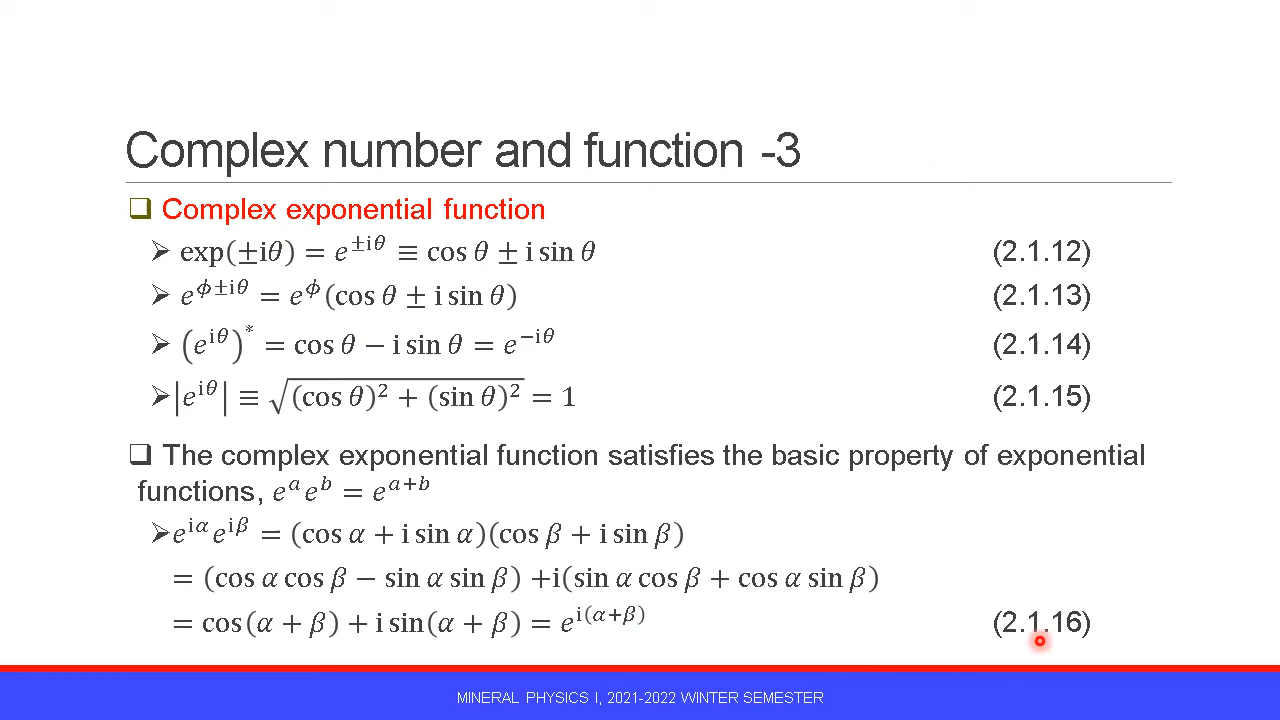 Complex number and function -3
❑ Complex exponential function
➢ exp(±iθ) = e^{±iθ} ≡ cos θ ± i sin θ (2.1.12)
➢ e^{ϕ±iθ} = e^ϕ(cos θ ± i sin θ) (2.1.13)
➢ (e^{iθ})^* = cos θ − i sin θ = e^{−iθ} (2.1.14)
➢ |e^{iθ}| ≡ √((cos θ)² + (sin θ)²) = 1 (2.1.15)
❑ The complex exponential function satisfies the basic property of exponential
functions, e^a e^b = e^{a+b}
➢ e^{iα}e^{iβ} = (cos α + i sin α)(cos β + i sin β)
= (cos α cos β − sin α sin β) +i(sin α cos β + cos α sin β)
= cos(α + β) + i sin(α + β) = e^{i(α+β)} (2.1.16)
MINERAL PHYSICS I, 2021-2022 WINTER SEMESTER